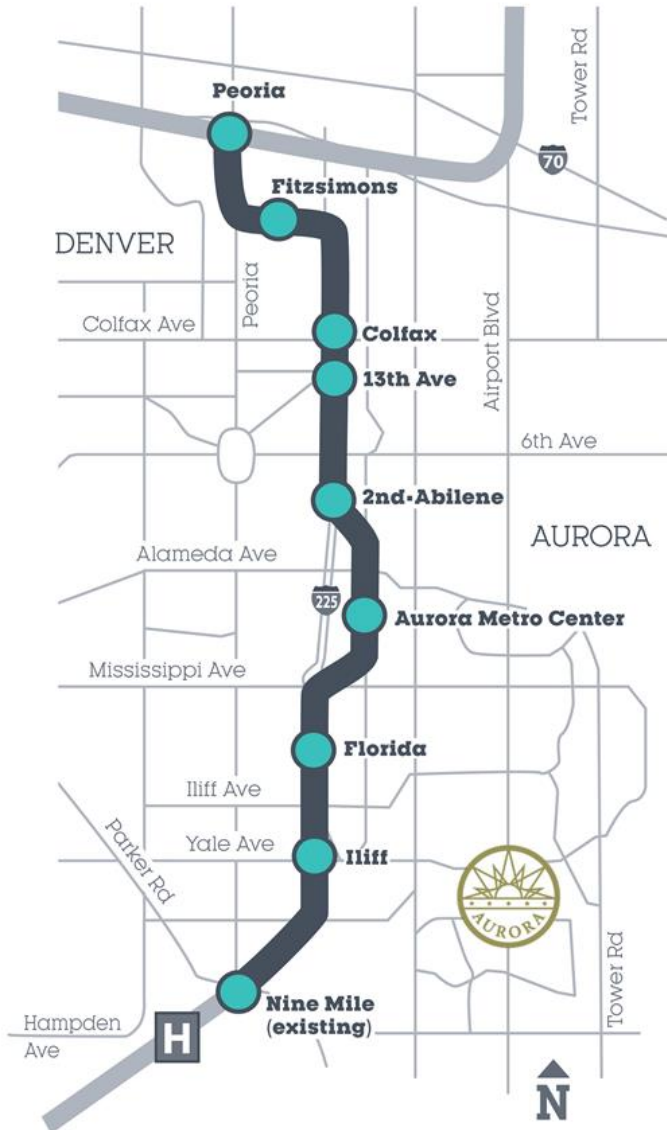 Tower Rd
Peoria
70
Fitzsimons
DENVER
Peoria
Airport Blvd
Colfax Ave
Colfax
13th Ave
6th Ave
2nd-Abilene
AURORA
Alameda Ave
225
Aurora Metro Center
Mississippi Ave
Florida
Iliff Ave
Parker Rd
Yale Ave
Iliff
AURORA
Tower Rd
Nine Mile
(existing)
Hampden
Ave
H
N